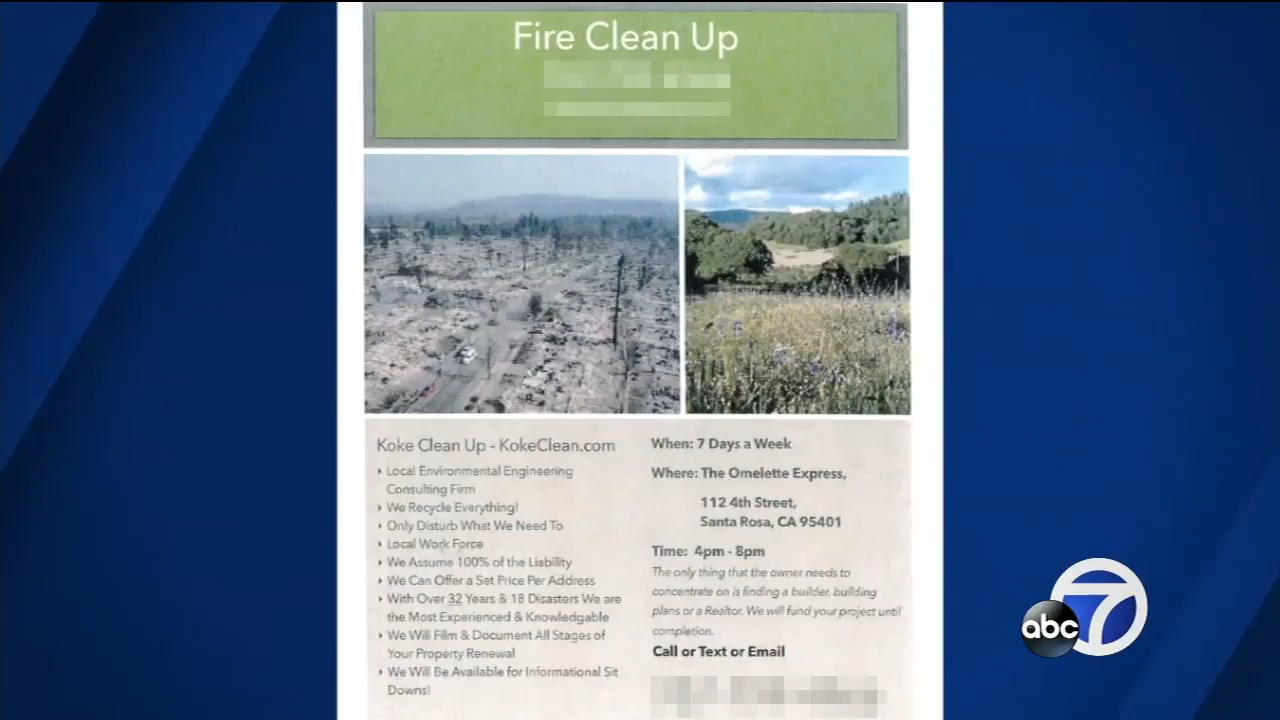 Fire Clean Up
Koke Clean Up - KokeClean.com
Local Environmental Engineering
Consulting Firm
We Recycle Everything!
Only Disturb What We Need To
Local Work Force
We Assume 100% of the Liability
We Can Offer a Set Price Per Address
With Over 32 Years & 18 Disasters We are
the Most Experienced & Knowledgable
We Will Film & Document All Stages of
Your Property Renewal
We Will Be Available for Informational Sit
Downs!
When: 7 Days a Week
Where: The Omelette Express,
112 4th Street,
Santa Rosa, CA 95401
Time: 4pm - 8pm
The only thing that the owner needs to
concentrate on is finding a builder, building
plans or a Realtor. We will fund your project until
completion.
Call or Text or Email
abc 7